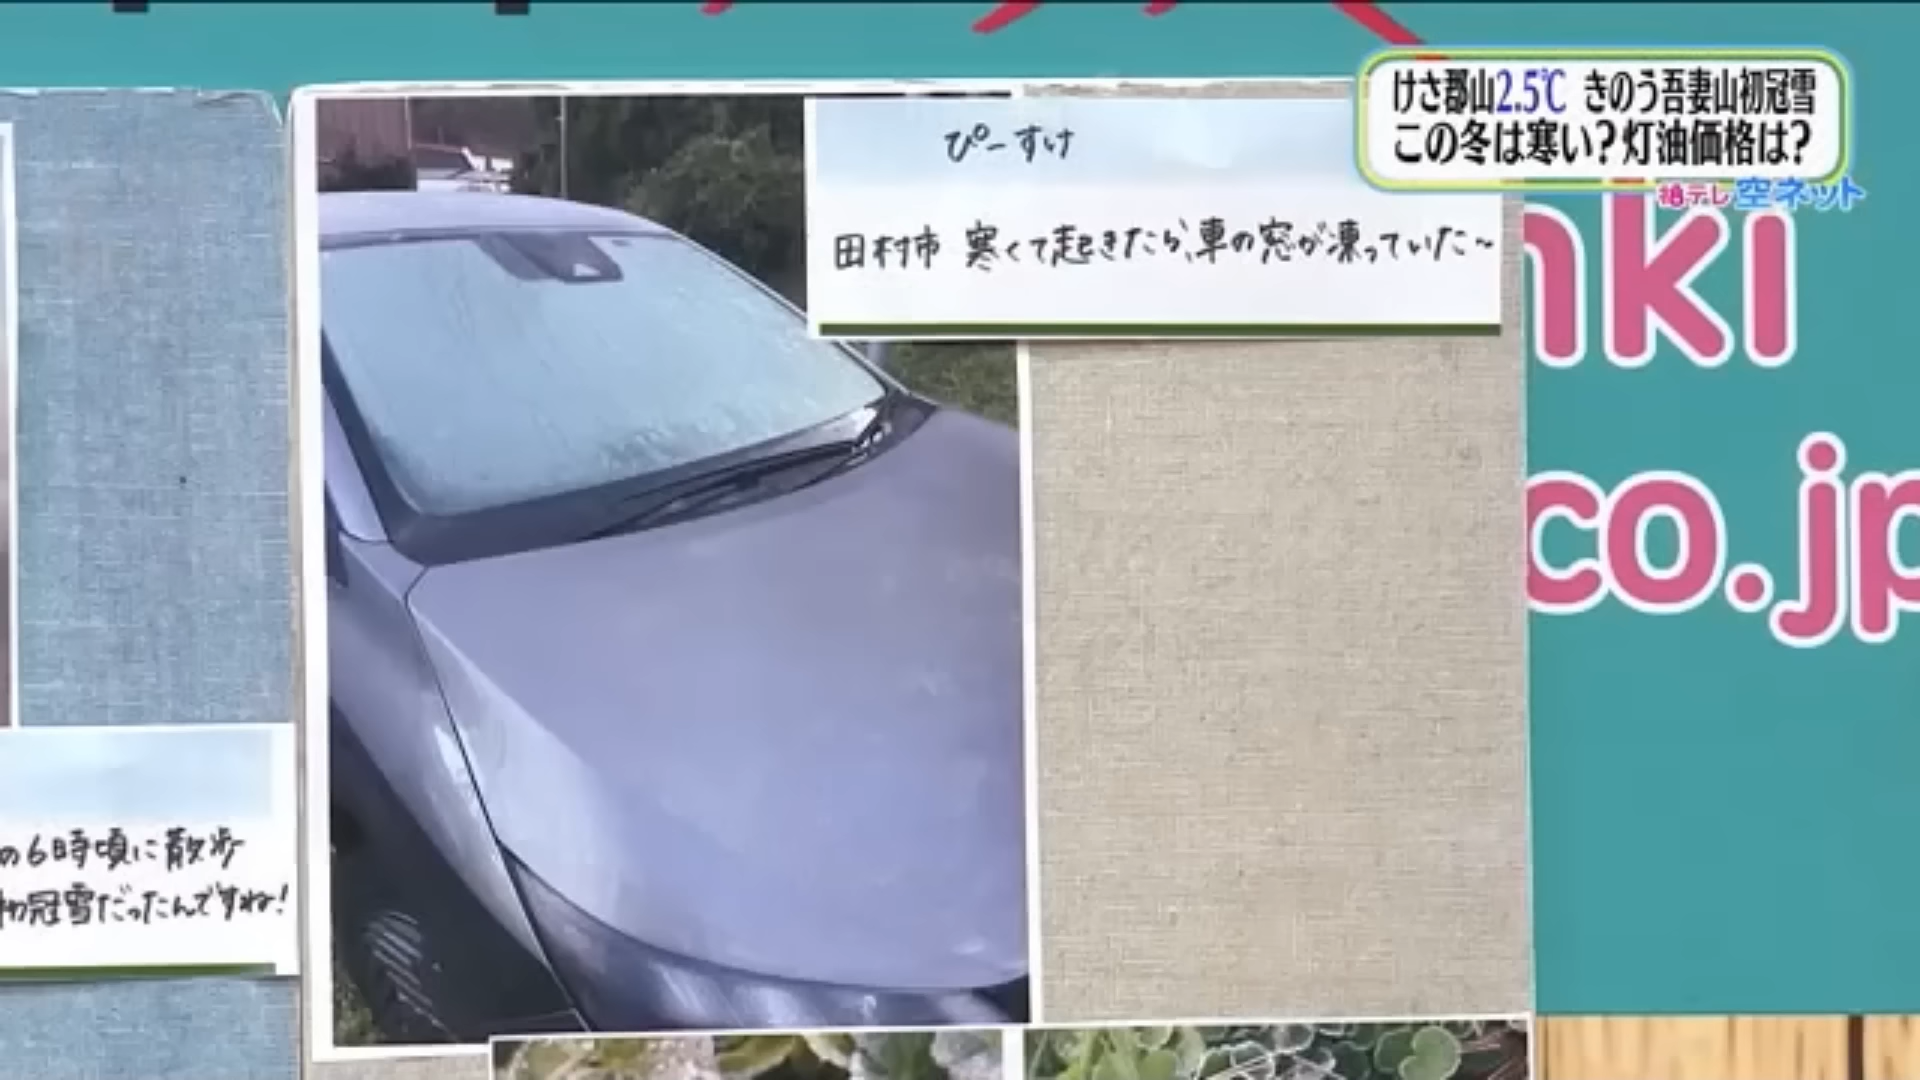 けさ郡山2.5℃ きのう吾妻山初冠雪
この冬は寒い?灯油価格は?
福テレ空ネット
ぴーすけ
田村市 寒くて起きたら、車の窓が凍っていた~
nki
co.jp
の6時頃に散歩
初冠雪だったんですね!